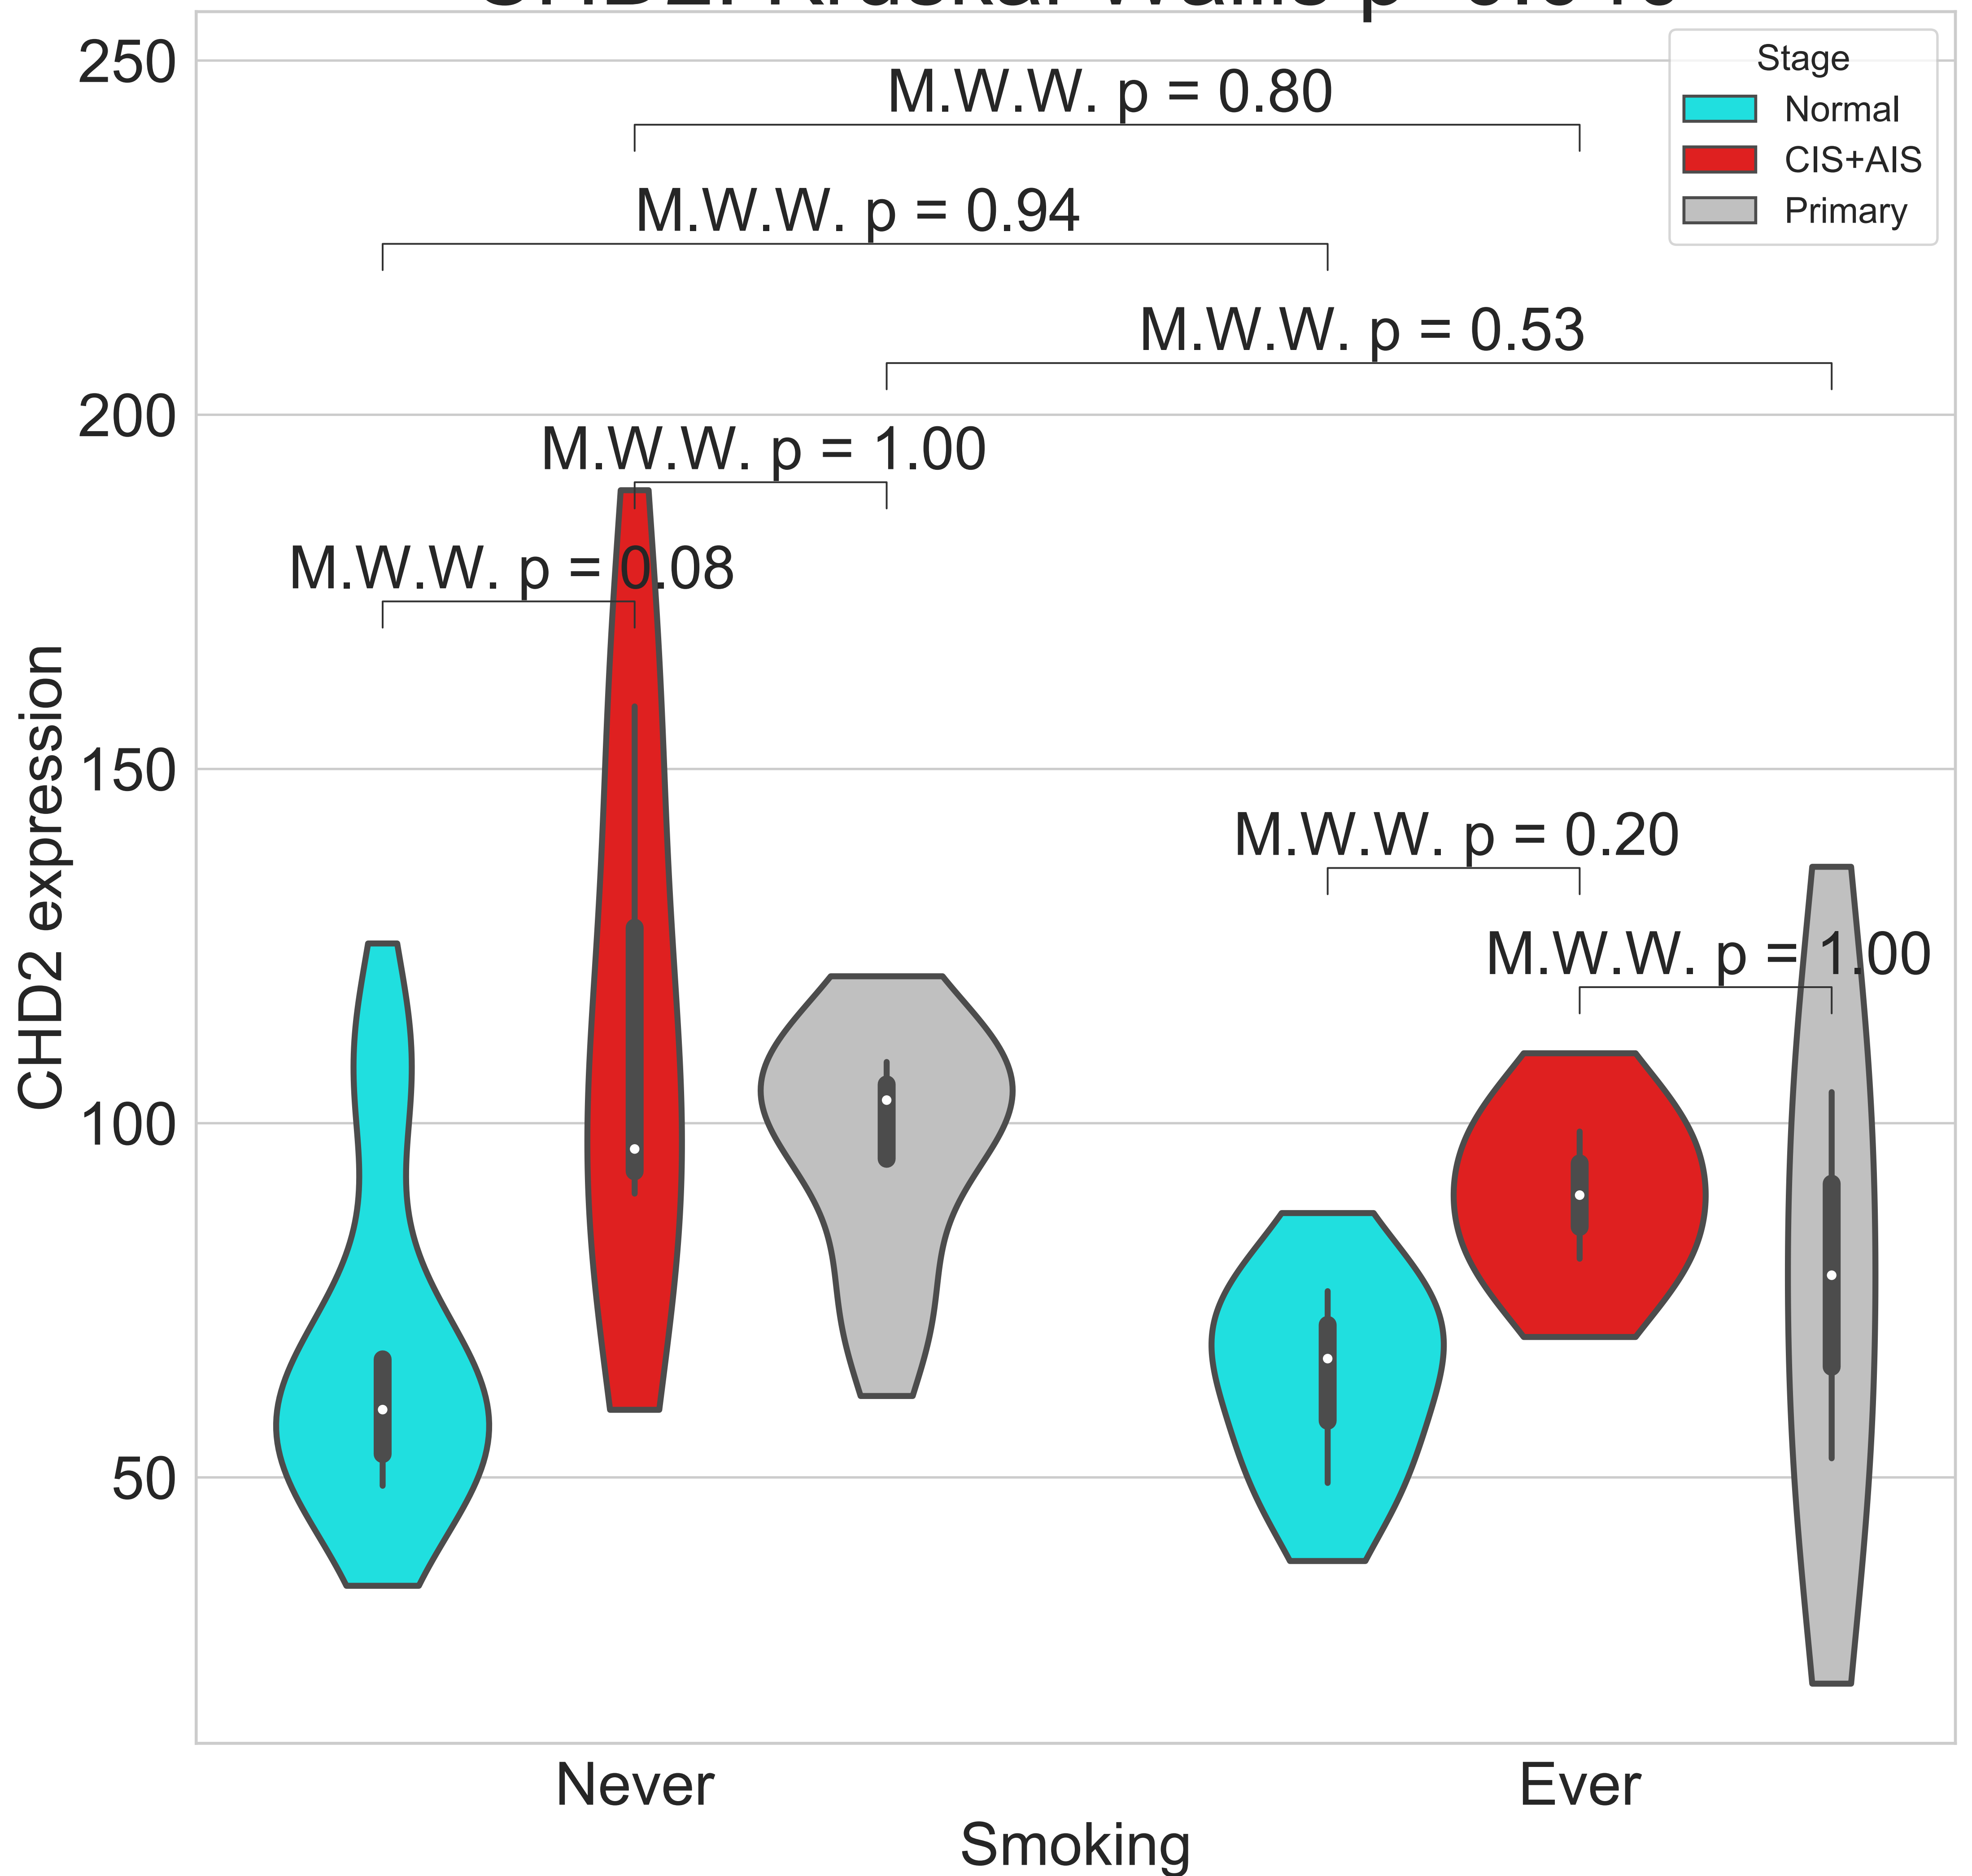 250
M.W.W. p = 0.80
Stage
Normal
CIS+AIS
Primary
M.W.W. p = 0.94
M.W.W. p = 0.53
200
M.W.W. p = 1.00
M.W.W. p = 0.08
150
M.W.W. p = 0.20
M.W.W. p = 1.00
100
50
CHD2 expression
Never
Ever
Smoking